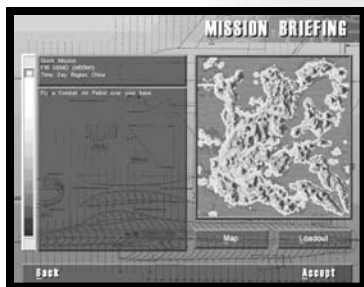 MISSION BRIEFING
Quick Mission
Time: Day Region: China
Fly a Combat Air Patrol over your base
Map
Loadout
Back
Accept